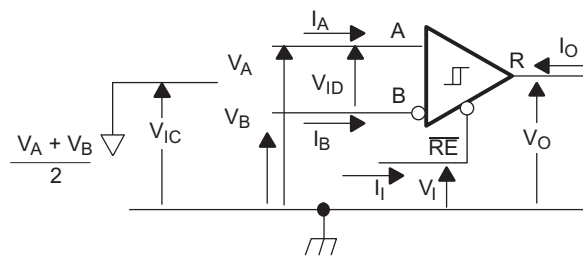 I_A
A
I_O
R
V_A
V_ID
B
V_B
V_IC
I_B
RE
V_O
V_A + V_B
2
I_I
V_I